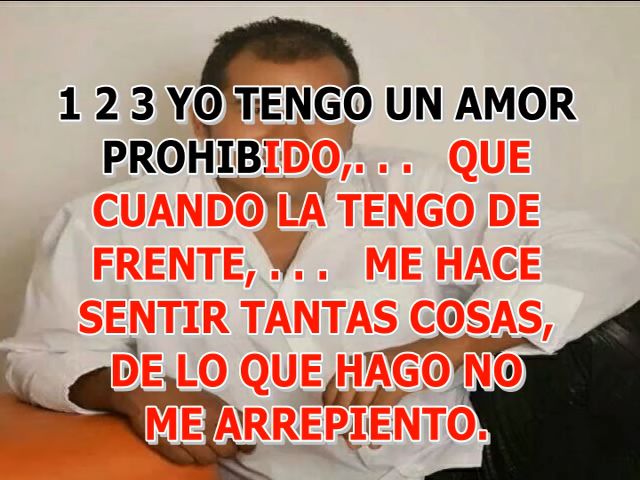 1 2 3 YO TENGO UN AMOR
PROHIBIDO,. . . QUE
CUANDO LA TENGO DE
FRENTE, . . . ME HACE
SENTIR TANTAS COSAS,
DE LO QUE HAGO NO
ME ARREPIENTO.